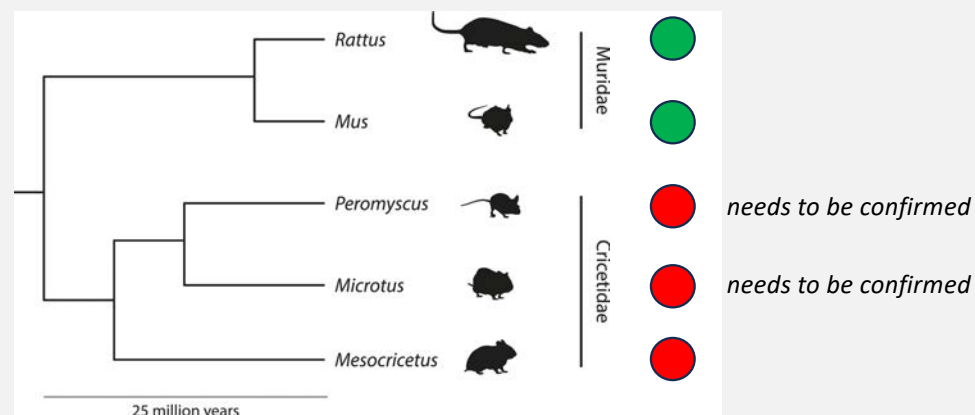 Rattus
Mus
Muridae
Peromyscus
needs to be confirmed
Microtus
needs to be confirmed
Mesocricetus
Cricetidae
25 million years